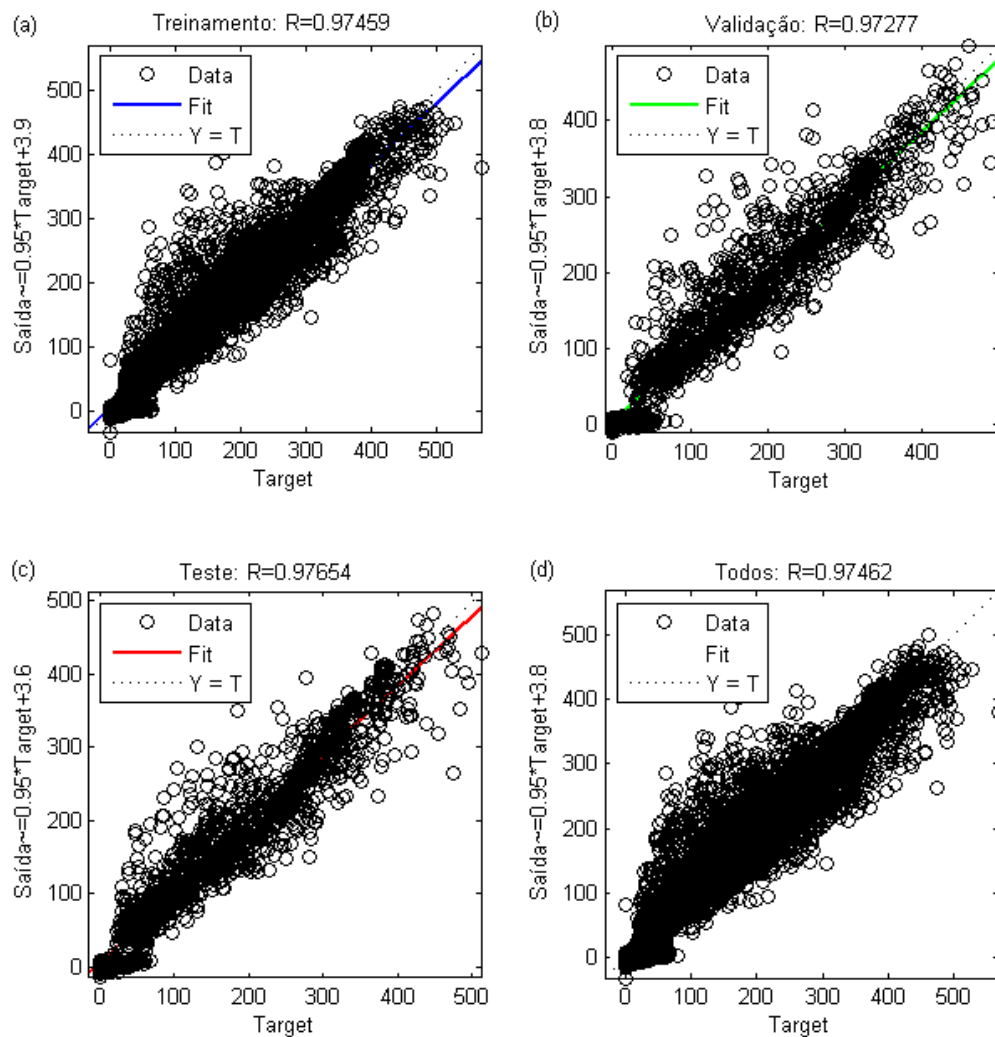 (a)
Treinamento: R=0.97459
Data
Fit
Y = T
Saída~=0.95*Target+3.9
500
400
300
200
100
0
0 100 200 300 400 500
Target
(b)
Validação: R=0.97277
Data
Fit
Y = T
Saída~=0.95*Target+3.8
400
300
200
100
0
0 100 200 300 400
Target
(c)
Teste: R=0.97654
Data
Fit
Y = T
Saída~=0.95*Target+3.6
500
400
300
200
100
0
0 100 200 300 400 500
Target
(d)
Todos: R=0.97462
Data
Fit
Y = T
Saída~=0.95*Target+3.8
500
400
300
200
100
0
0 100 200 300 400 500
Target